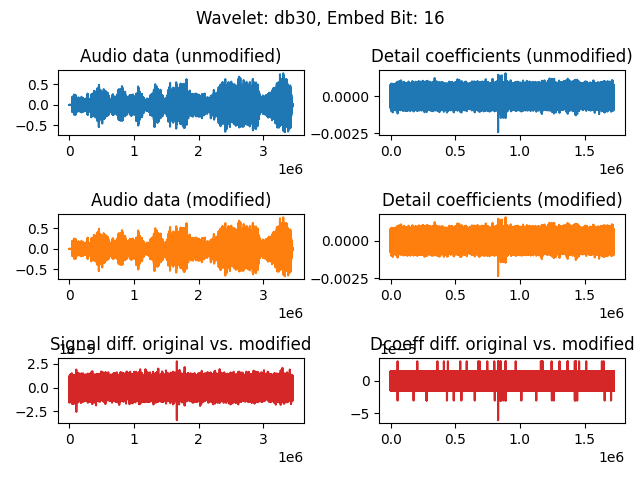 Wavelet: db30, Embed Bit: 16
Audio data (unmodified)
0.5
0.0
−0.5
0
1
2
3
1e6
Detail coefficients (unmodified)
0.0000
−0.0025
0.0
0.5
1.0
1.5
1e6
Audio data (modified)
0.5
0.0
−0.5
0
1
2
3
1e6
Detail coefficients (modified)
0.0000
−0.0025
0.0
0.5
1.0
1.5
1e6
Signal diff. original vs. modified
1e−5
2.5
0.0
−2.5
0
1
2
3
1e6
Dcoeff diff. original vs. modified
1e−5
0
−5
0.0
0.5
1.0
1.5
1e6